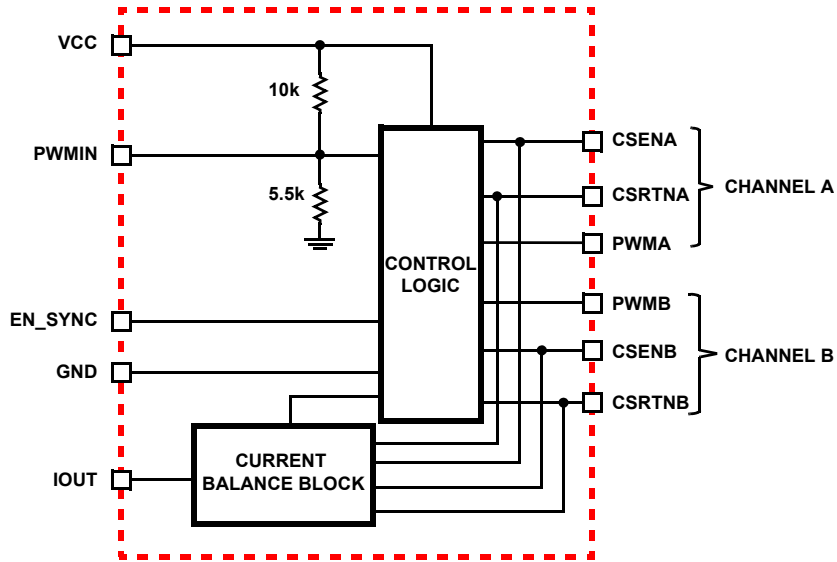 VCC
10k
PWMIN
5.5k
EN_SYNC
GND
IOUT
CONTROL
LOGIC
CURRENT
BALANCE BLOCK
CSENA
CSRTNA
PWMA
CHANNEL A
PWMB
CSENB
CSRTNB
CHANNEL B